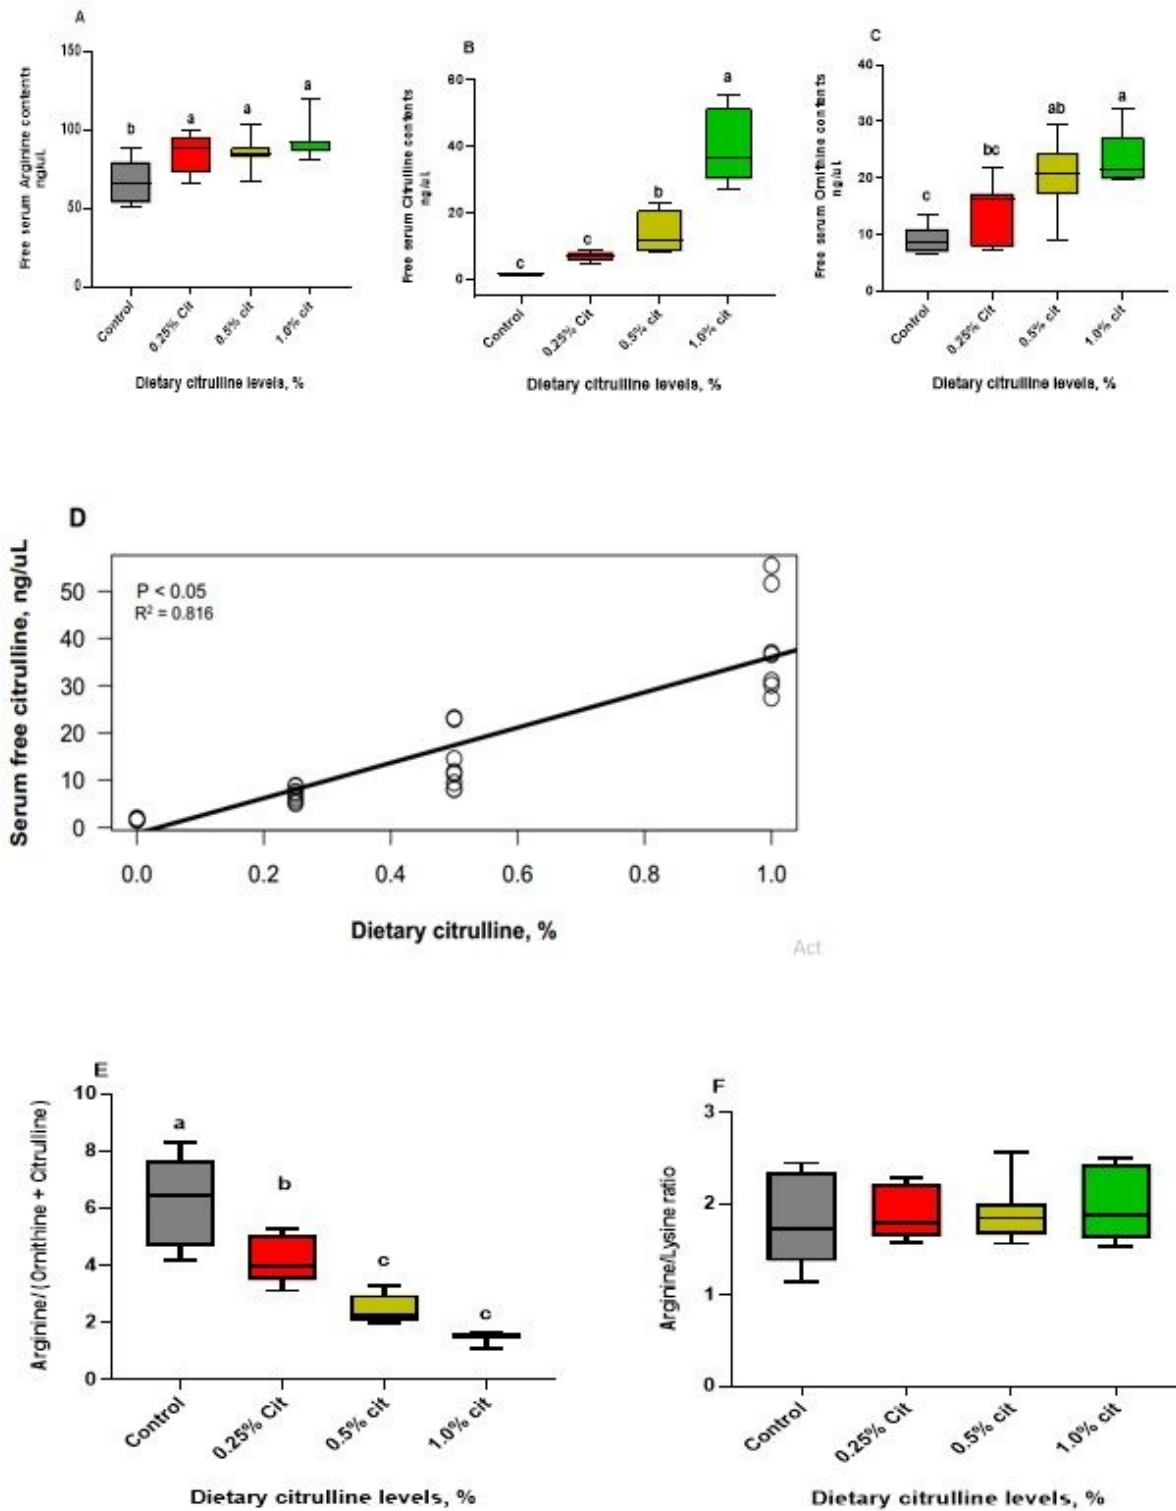 A
150
100
50
0
Free serum Arginine contents
ng/uL
b
a
a
a
Control
0.25% Cit
0.5% cit
1.0% cit
Dietary citrulline levels, %
B
60
40
20
0
Free serum Citrulline contents
ng/uL
c
c
b
a
Control
0.25% Cit
0.5% cit
1.0% cit
Dietary citrulline levels, %
C
40
30
20
10
0
Free serum Ornithine contents
ng/uL
c
bc
ab
a
Control
0.25% Cit
0.5% cit
1.0% cit
Dietary citrulline levels, %
D
Serum free citrulline, ng/uL
50
40
30
20
10
0
P < 0.05
R² = 0.816
0.0 0.2 0.4 0.6 0.8 1.0
Dietary citrulline, %
Act
E
10
8
6
4
2
0
Arginine/(Ornithine + Citrulline)
a
b
c
c
Control
0.25% Cit
0.5% cit
1.0% cit
Dietary citrulline levels, %
F
3
2
1
0
Arginine/Lysine ratio
Control
0.25% Cit
0.5% cit
1.0% cit
Dietary citrulline levels, %